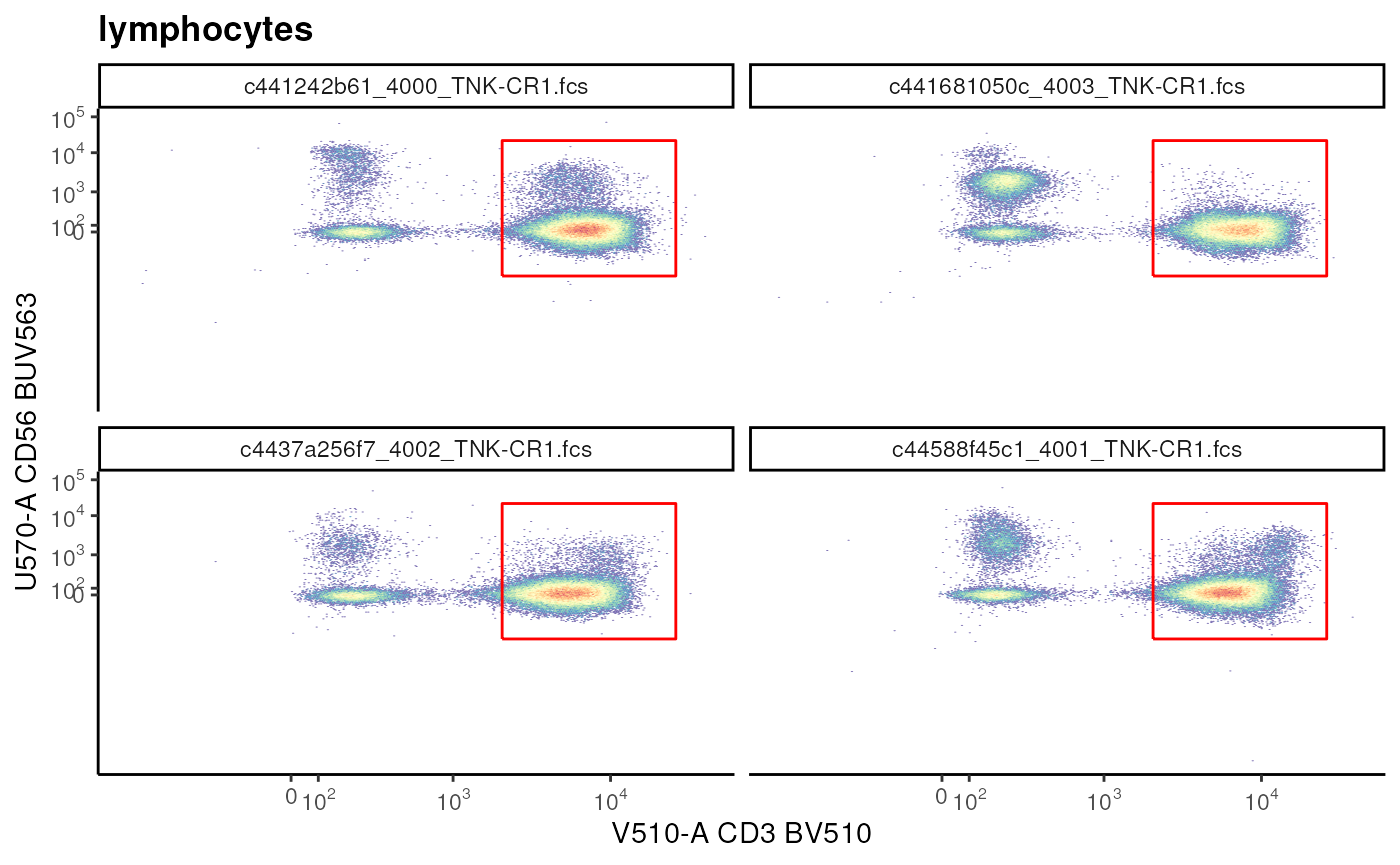 lymphocytes
c441242b61_4000_TNK-CR1.fcs
c441681050c_4003_TNK-CR1.fcs
10^5
10^4
10^3
10^2
0
c4437a256f7_4002_TNK-CR1.fcs
c44588f45c1_4001_TNK-CR1.fcs
10^5
10^4
10^3
10^2
0
U570-A CD56 BUV563
0 10^2 10^3 10^4
0 10^2 10^3 10^4
V510-A CD3 BV510